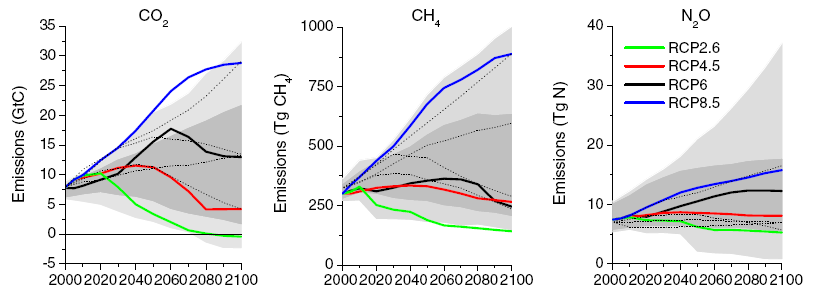 CO2
CH4
N2O
35
30
25
20
15
10
5
0
-5
Emissions (GtC)
2000 2020 2040 2060 2080 2100
1000
750
500
250
0
Emissions (Tg CH4)
2000 2020 2040 2060 2080 2100
40
30
20
10
0
Emissions (Tg N)
2000 2020 2040 2060 2080 2100
RCP2.6
RCP4.5
RCP6
RCP8.5